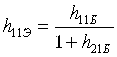 h₁₁Э = h₁₁Б / (1 + h₂₁Б)